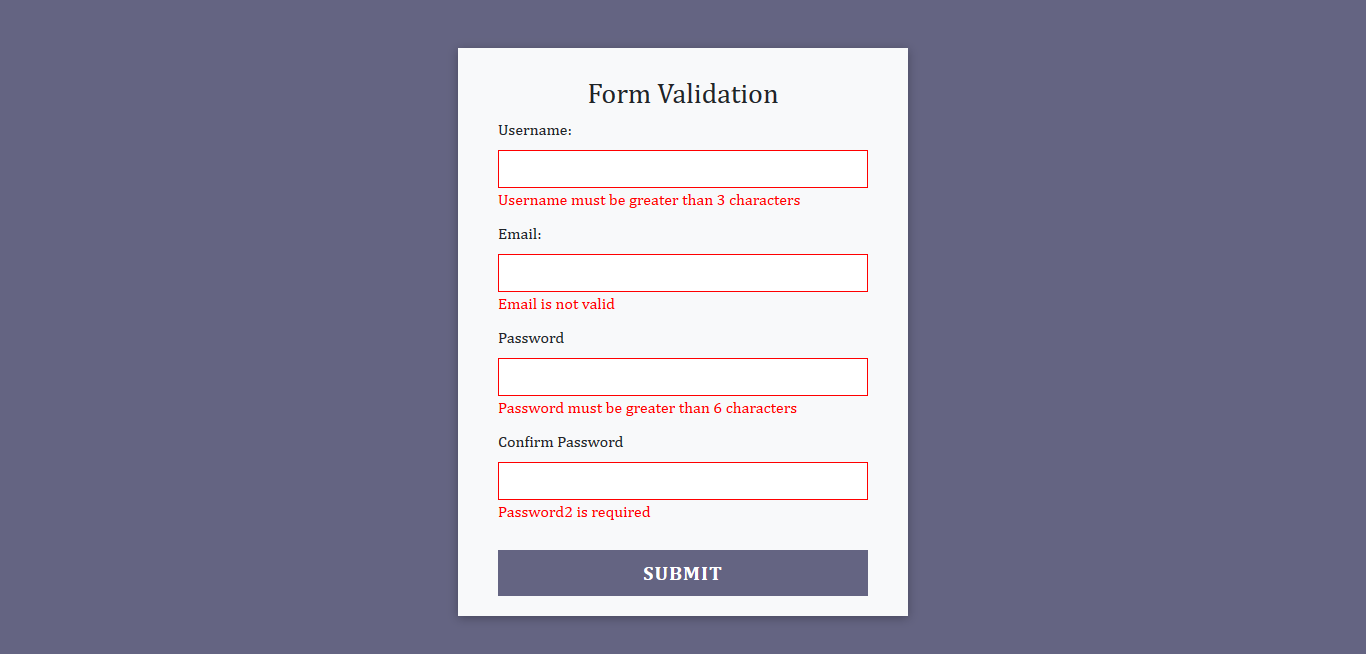 Form Validation
Username:
Username must be greater than 3 characters
Email:
Email is not valid
Password
Password must be greater than 6 characters
Confirm Password
Password2 is required
SUBMIT